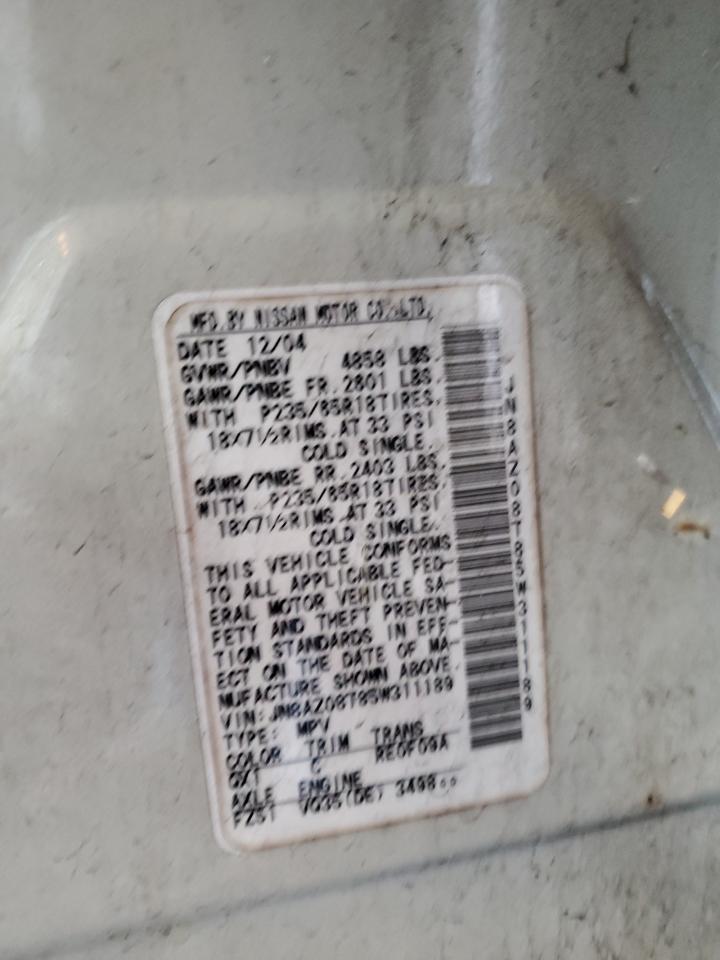 MFD.BY NISSAN MOTOR CO.,LTD.
DATE 12/04
GVWR/PNBV 4858 LBS.
GAWR/PNBE FR.2801 LBS.
WITH P235/65R18TIRES.
18X7½RIMS.AT 33 PSI
COLD SINGLE.
GAWR/PNBE RR.2403 LBS.
WITH P235/65R18TIRES.
18X7½RIMS.AT 33 PSI
COLD SINGLE.
THIS VEHICLE CONFORMS
TO ALL APPLICABLE FED-
ERAL MOTOR VEHICLE SA-
FETY AND THEFT PREVEN-
TION STANDARDS IN EFF-
ECT ON THE DATE OF MA-
NUFACTURE SHOWN ABOVE.
VIN:JN8AZ08T85W311189
TYPE: MPV
COLOR TRIM TRANS
QX1 C RE0F09A
AXLE ENGINE
VQ35(DE) 3498
JN8AZ08T85W311189